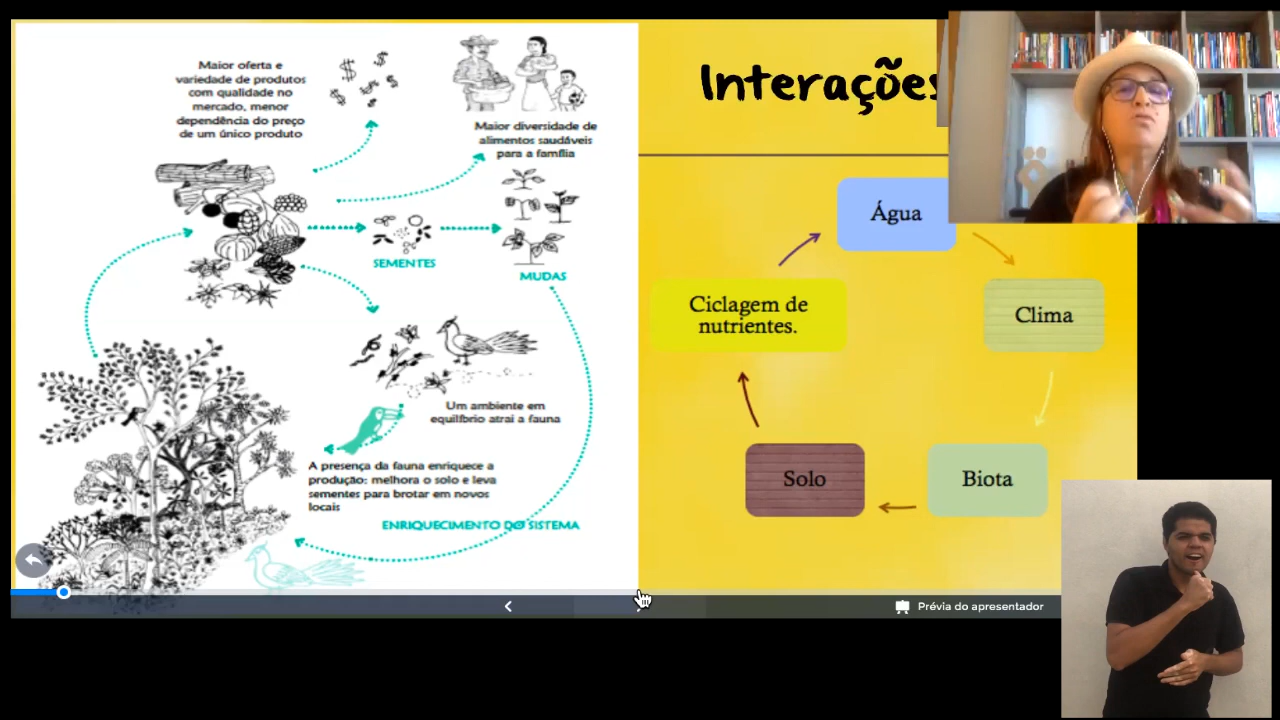 Maior oferta e
variedade de produtos
com qualidade no
mercado, menor
dependência do preço
de um único produto
Maior diversidade de
alimentos saudáveis
para a família
SEMENTES
MUDAS
Um ambiente em
equilíbrio atrai a fauna
A presença da fauna enriquece a
produção: melhora o solo e leva
sementes para brotar em novos
locais
ENRIQUECIMENTO DO SISTEMA
Interações
Água
Clima
Biota
Solo
Ciclagem de
nutrientes.
Prévia do apresentador